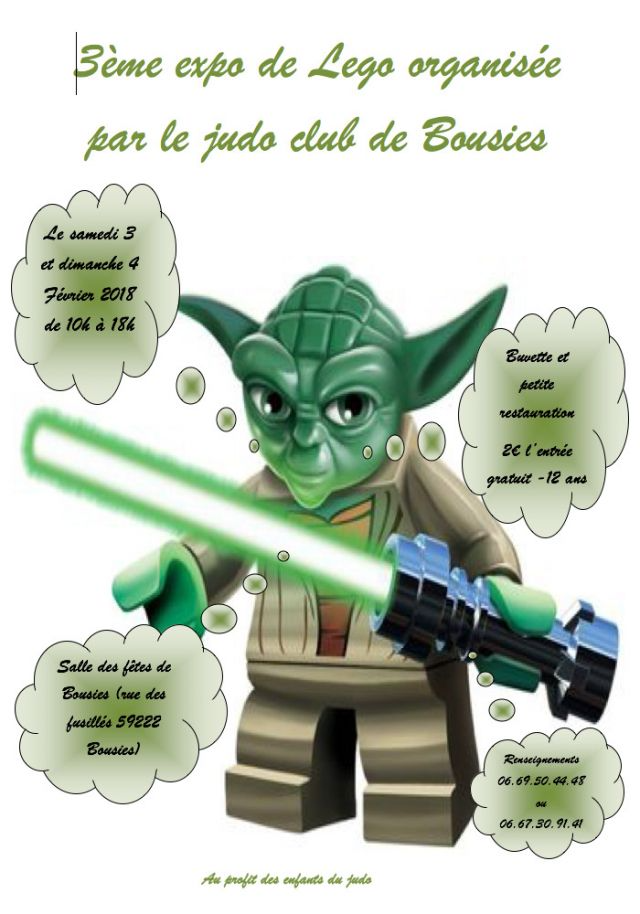 3ème expo de Lego organisée
par le judo club de Bousies
Le samedi 3
et dimanche 4
Février 2018
de 10h à 18h
Buvette et
petite
restauration
2€ l'entrée
gratuit -12 ans
Salle des fêtes de
Bousies (rue des
fusillés 59222
Bousies)
Renseignements
06.69.50.44.48
ou
06.67.30.91.41
Au profit des enfants du judo